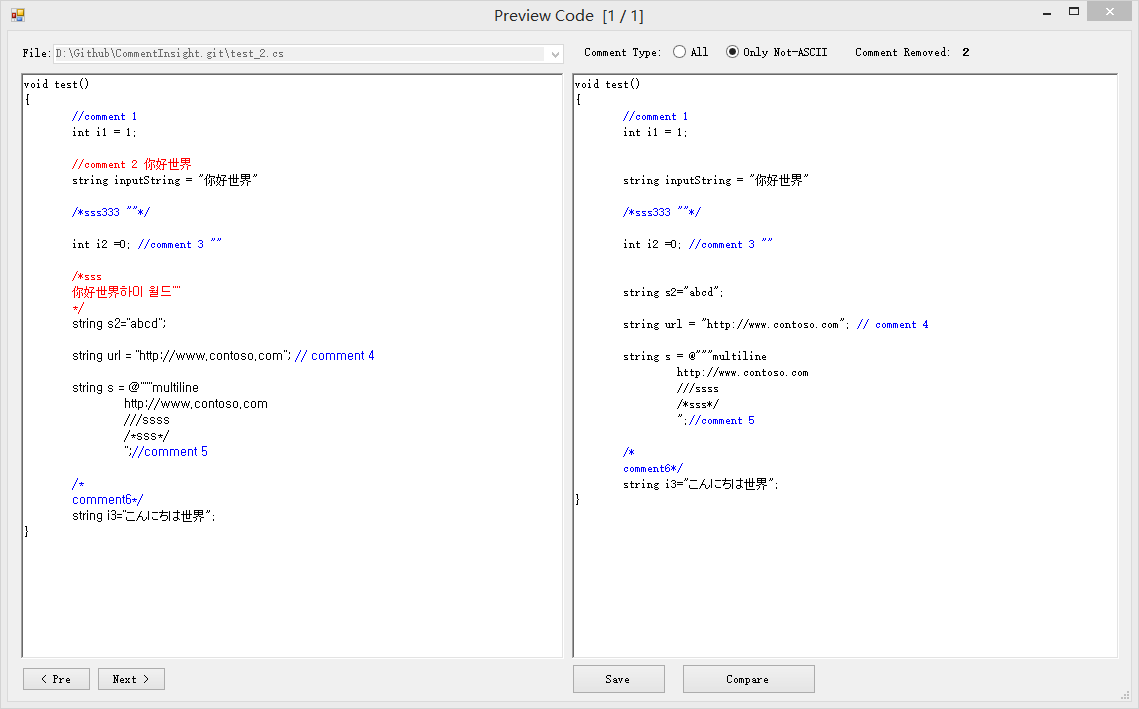 Preview Code [1 / 1]
File: D:\Github\CommentInsight.git\test_2.cs
Comment Type: All Only Not-ASCII Comment Removed: 2
void test()
{
//comment 1
int i1 = 1;
//comment 2 你好世界
string inputString = "你好世界"
/*sss333 ""*/
int i2 =0; //comment 3 ""
/*sss
你好世界하이 월드""
*/
string s2="abcd";
string url = "http://www.contoso.com"; // comment 4
string s = @"""multiline
http://www.contoso.com
///ssss
/*sss*/
";//comment 5
/*
comment6*/
string i3="こんにちは世界";
}
void test()
{
//comment 1
int i1 = 1;
string inputString = "你好世界"
/*sss333 ""*/
int i2 =0; //comment 3 ""
string s2="abcd";
string url = "http://www.contoso.com"; // comment 4
string s = @"""multiline
http://www.contoso.com
///ssss
/*sss*/
";//comment 5
/*
comment6*/
string i3="こんにちは世界";
}
< Pre
Next >
Save
Compare